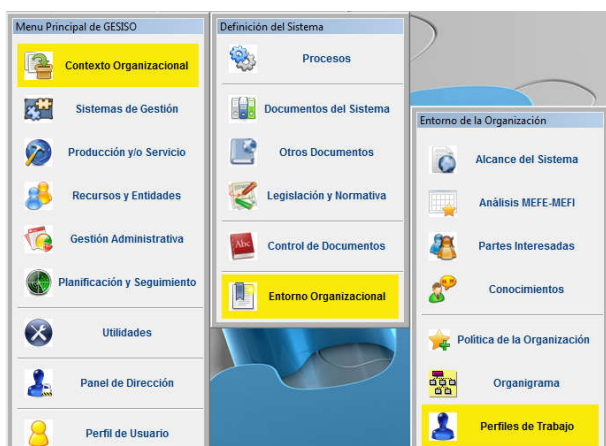 Menu Principal de GESISO
Contexto Organizacional
Sistemas de Gestión
Producción y/o Servicio
Recursos y Entidades
Gestión Administrativa
Planificación y Seguimiento
Utilidades
Panel de Dirección
Perfil de Usuario
Definición del Sistema
Procesos
Documentos del Sistema
Otros Documentos
Legislación y Normativa
Abc
Control de Documentos
Entorno Organizacional
Entorno de la Organización
Alcance del Sistema
Análisis MEFE-MEFI
Partes Interesadas
Conocimientos
Política de la Organización
Organigrama
Perfiles de Trabajo